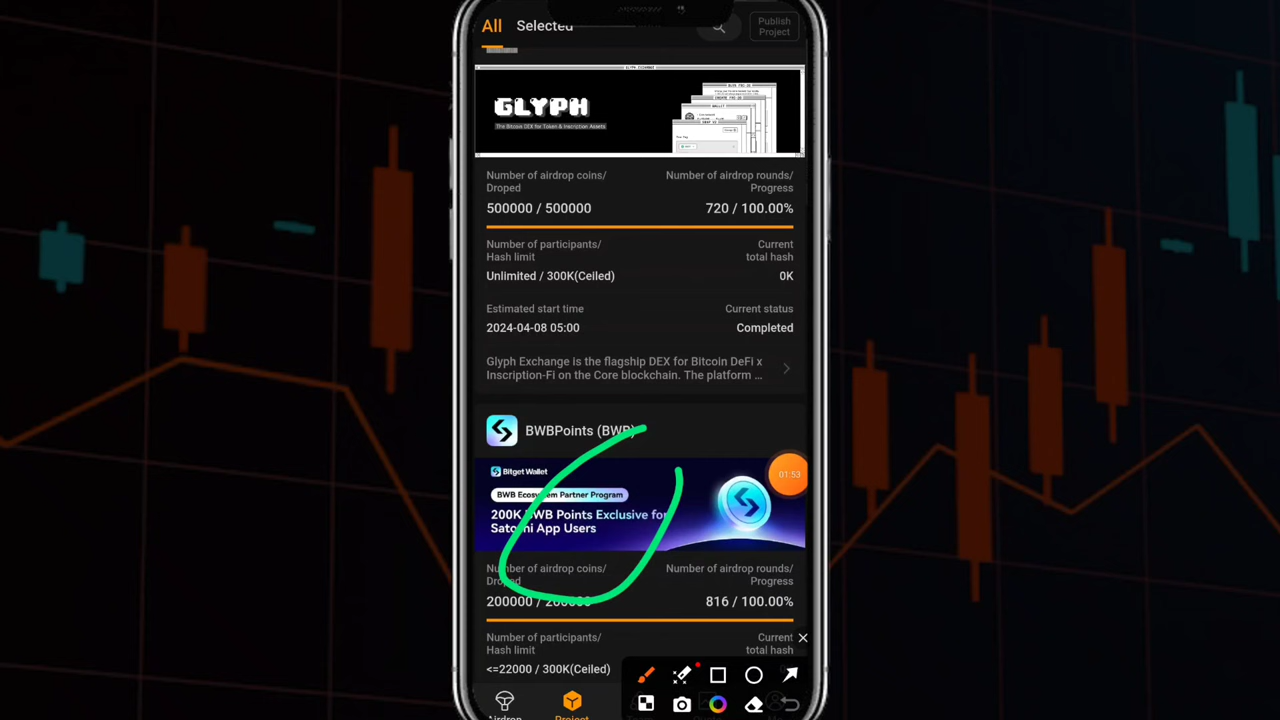 All Selected
Publish
Project
GLYPH
The Bitcoin DEX for Token & Inscription Assets
Number of airdrop coins/
Droped
Number of airdrop rounds/
Progress
500000 / 500000
720 / 100.00%
Number of participants/
Hash limit
Current
total hash
Unlimited / 300K(Ceiled)
0K
Estimated start time
Current status
2024-04-08 05:00
Completed
Glyph Exchange is the flagship DEX for Bitcoin DeFi x
Inscription-Fi on the Core blockchain. The platform ...
BWBPoints (BWB)
Bitget Wallet
01:53
BWB Ecosystem Partner Program
200K BWB Points Exclusive for
Satoshi App Users
Number of airdrop coins/
Droped
Number of airdrop rounds/
Progress
200000 / 200000
816 / 100.00%
Number of participants/
Hash limit
Current
total hash
<=22000 / 300K(Ceiled)
Airdrop
Project